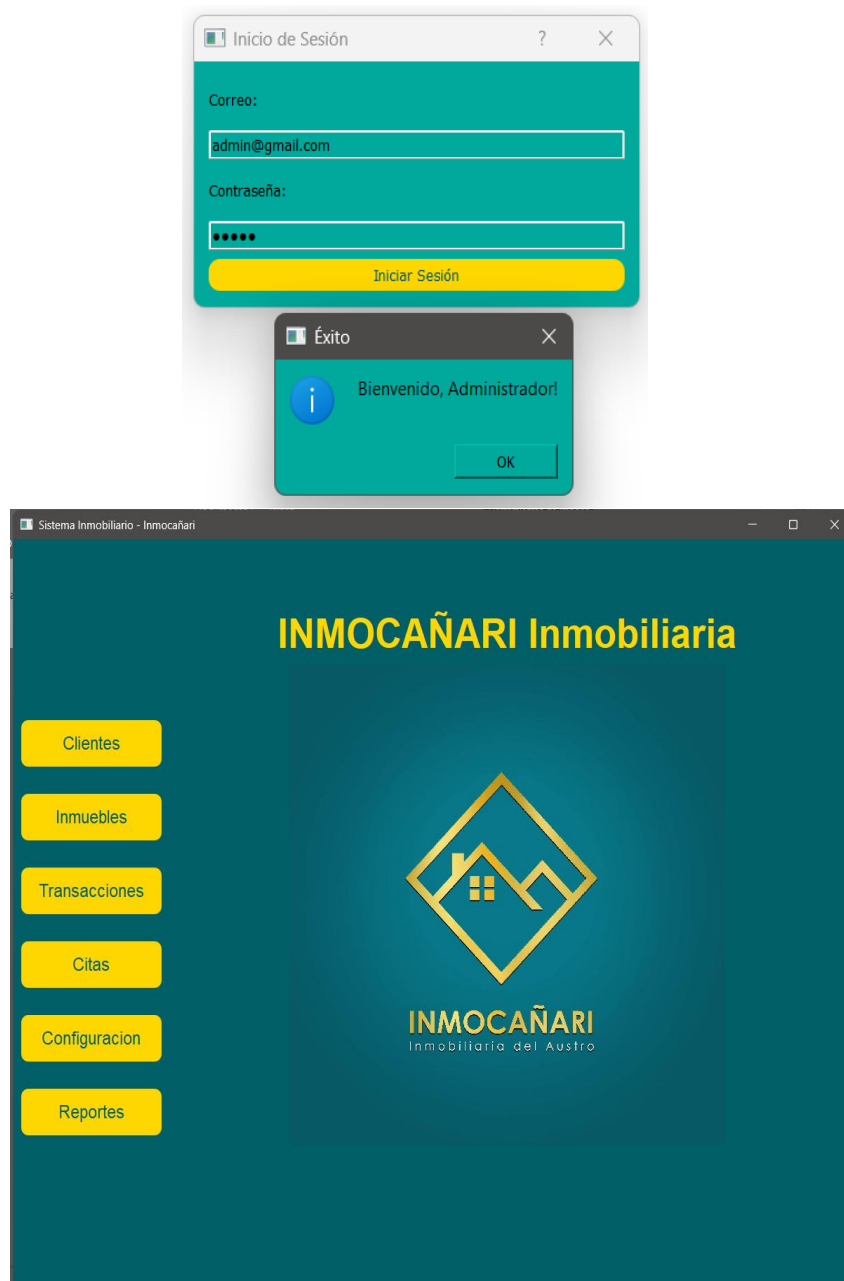 Inicio de Sesión
?
Correo:
admin@gmail.com
Contraseña:
●●●●●
Iniciar Sesión
Éxito
i
Bienvenido, Administrador!
OK
Sistema Inmobiliario - Inmocañari
INMOCAÑARI Inmobiliaria
Clientes
Inmuebles
Transacciones
Citas
Configuracion
Reportes
INMOCAÑARI
Inmobiliaria del Austro